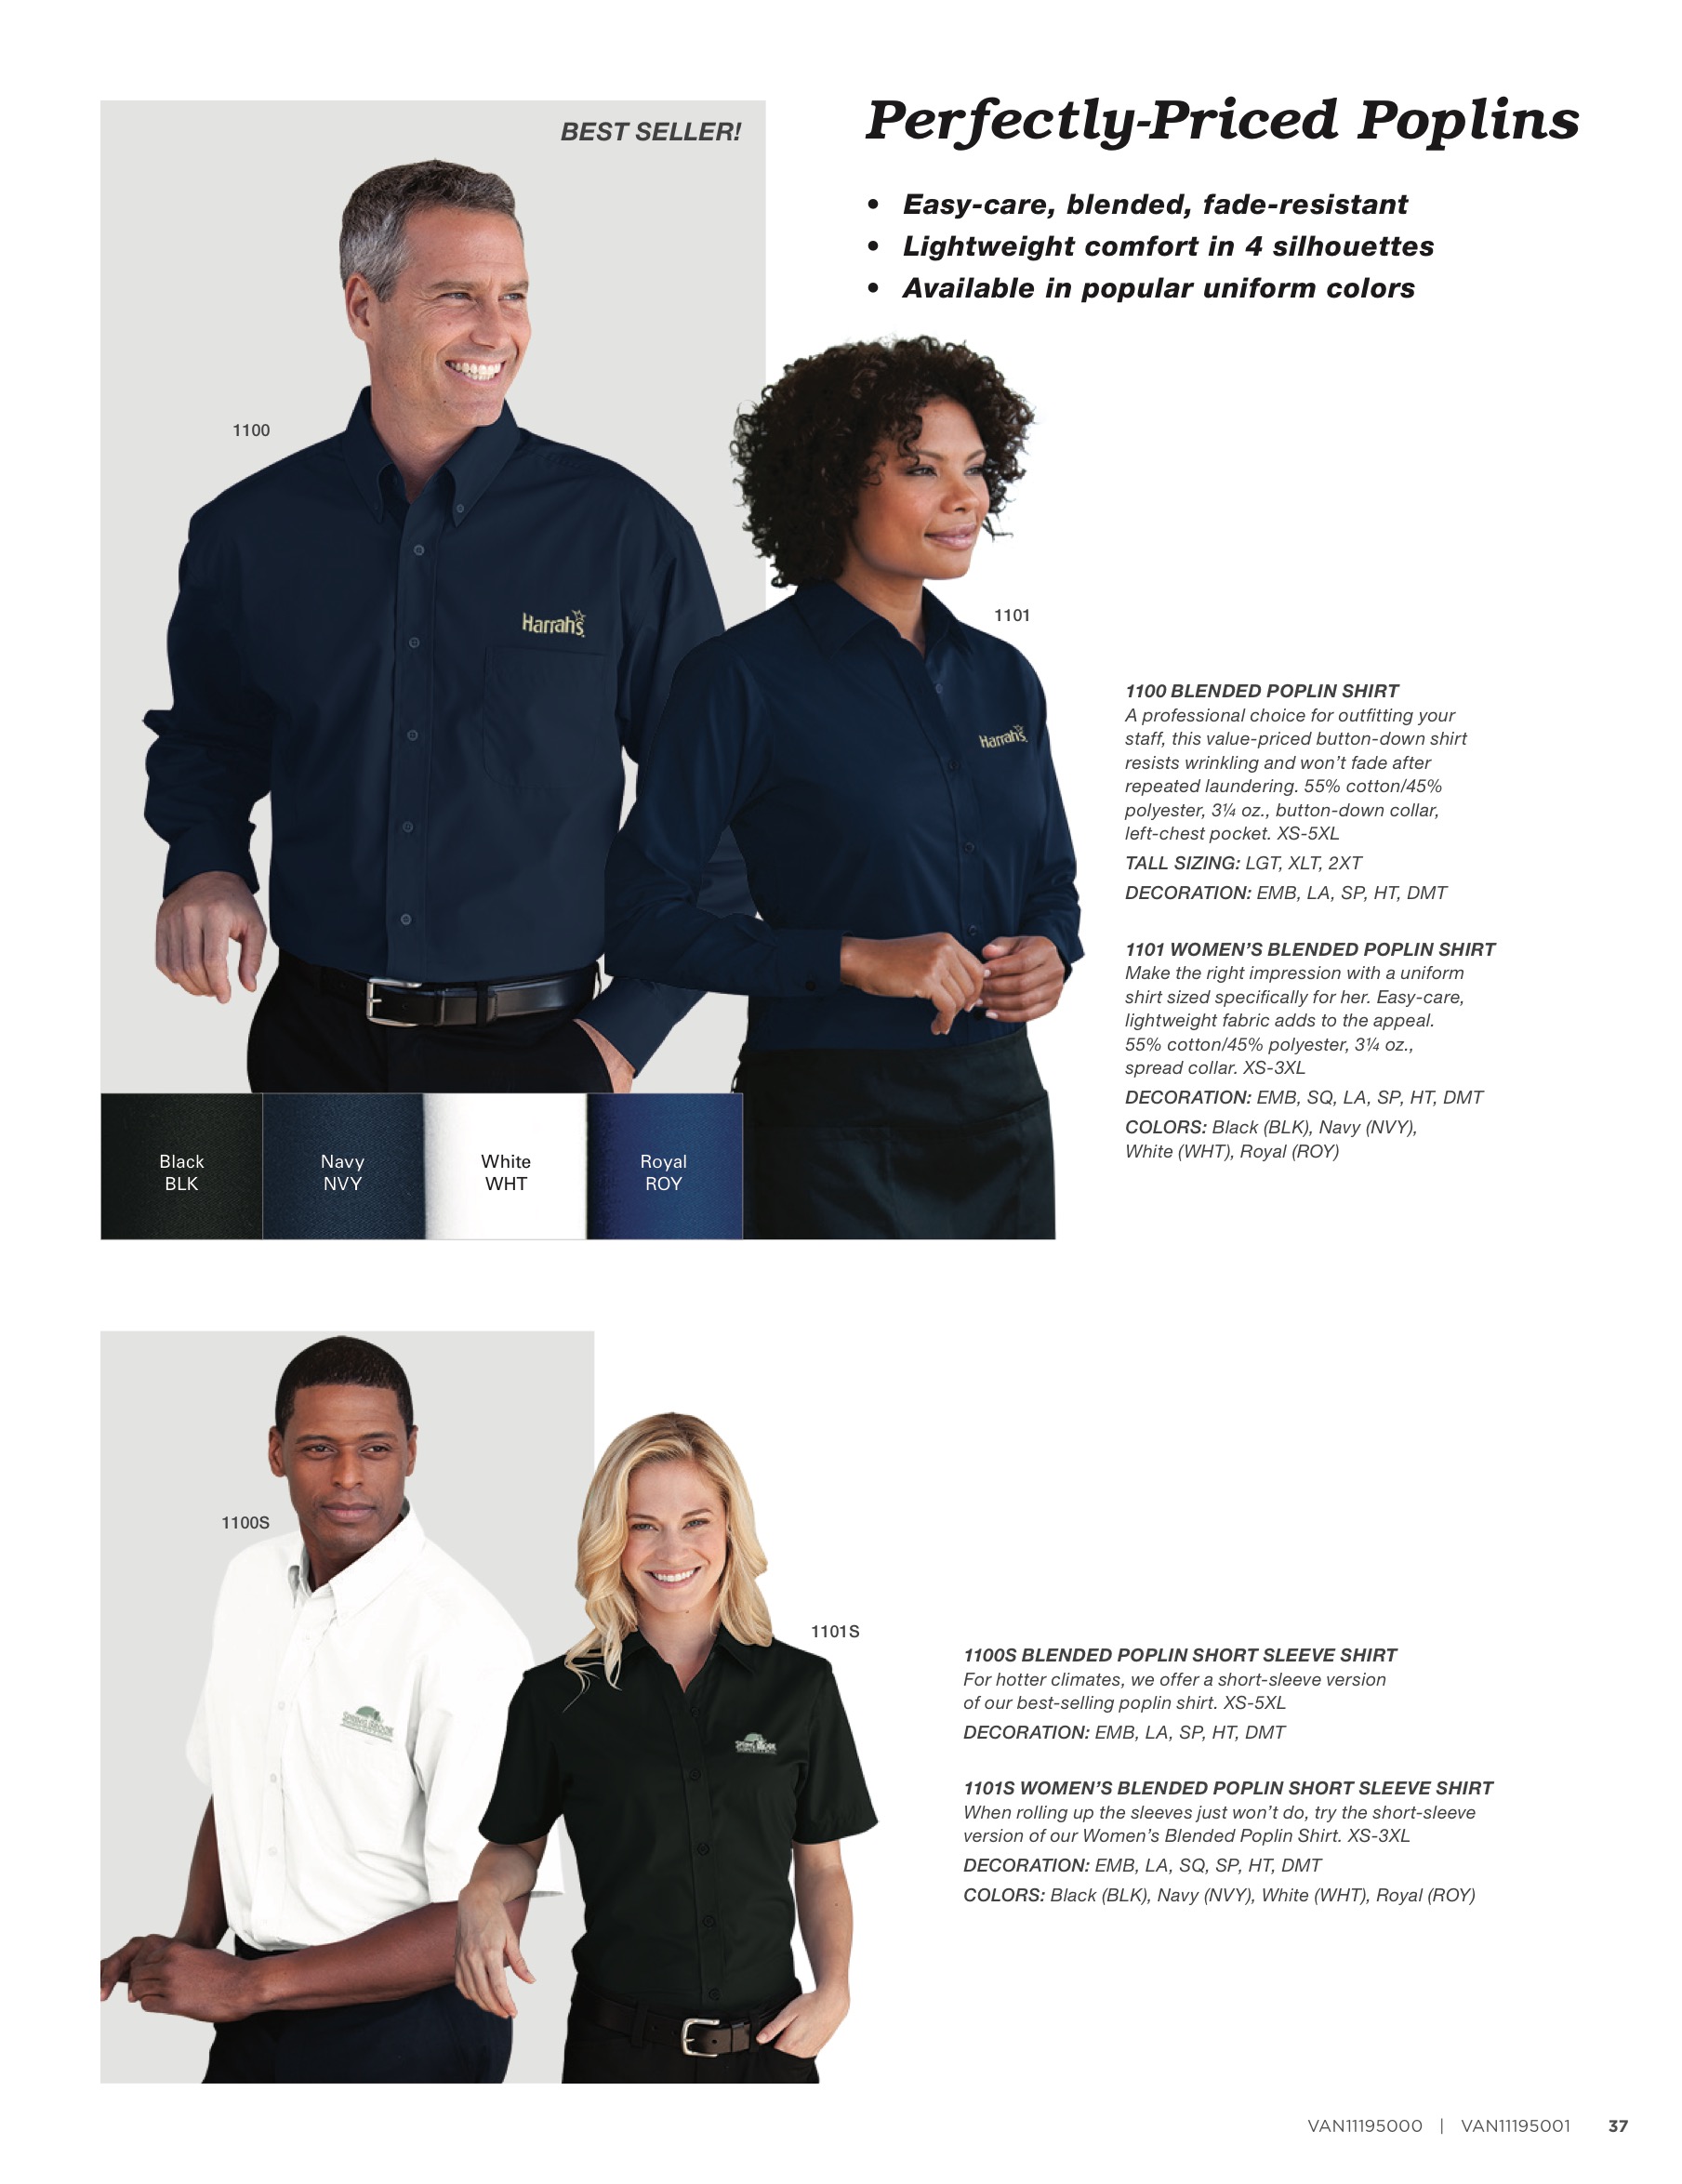 BEST SELLER!
Perfectly-Priced Poplins
• Easy-care, blended, fade-resistant
• Lightweight comfort in 4 silhouettes
• Available in popular uniform colors
1100
Harrah's
1101
Harrah's
1100 BLENDED POPLIN SHIRT
A professional choice for outfitting your
staff, this value-priced button-down shirt
resists wrinkling and won’t fade after
repeated laundering. 55% cotton/45%
polyester, 3¼ oz., button-down collar,
left-chest pocket. XS-5XL
TALL SIZING: LGT, XLT, 2XT
DECORATION: EMB, LA, SP, HT, DMT
1101 WOMEN’S BLENDED POPLIN SHIRT
Make the right impression with a uniform
shirt sized specifically for her. Easy-care,
lightweight fabric adds to the appeal.
55% cotton/45% polyester, 3¼ oz.,
spread collar. XS-3XL
DECORATION: EMB, SQ, LA, SP, HT, DMT
COLORS: Black (BLK), Navy (NVY),
White (WHT), Royal (ROY)
Black
BLK
Navy
NVY
White
WHT
Royal
ROY
1100S
1101S
1100S BLENDED POPLIN SHORT SLEEVE SHIRT
For hotter climates, we offer a short-sleeve version
of our best-selling poplin shirt. XS-5XL
DECORATION: EMB, LA, SP, HT, DMT
1101S WOMEN’S BLENDED POPLIN SHORT SLEEVE SHIRT
When rolling up the sleeves just won’t do, try the short-sleeve
version of our Women’s Blended Poplin Shirt. XS-3XL
DECORATION: EMB, LA, SQ, SP, HT, DMT
COLORS: Black (BLK), Navy (NVY), White (WHT), Royal (ROY)
VAN11195000 | VAN11195001 37